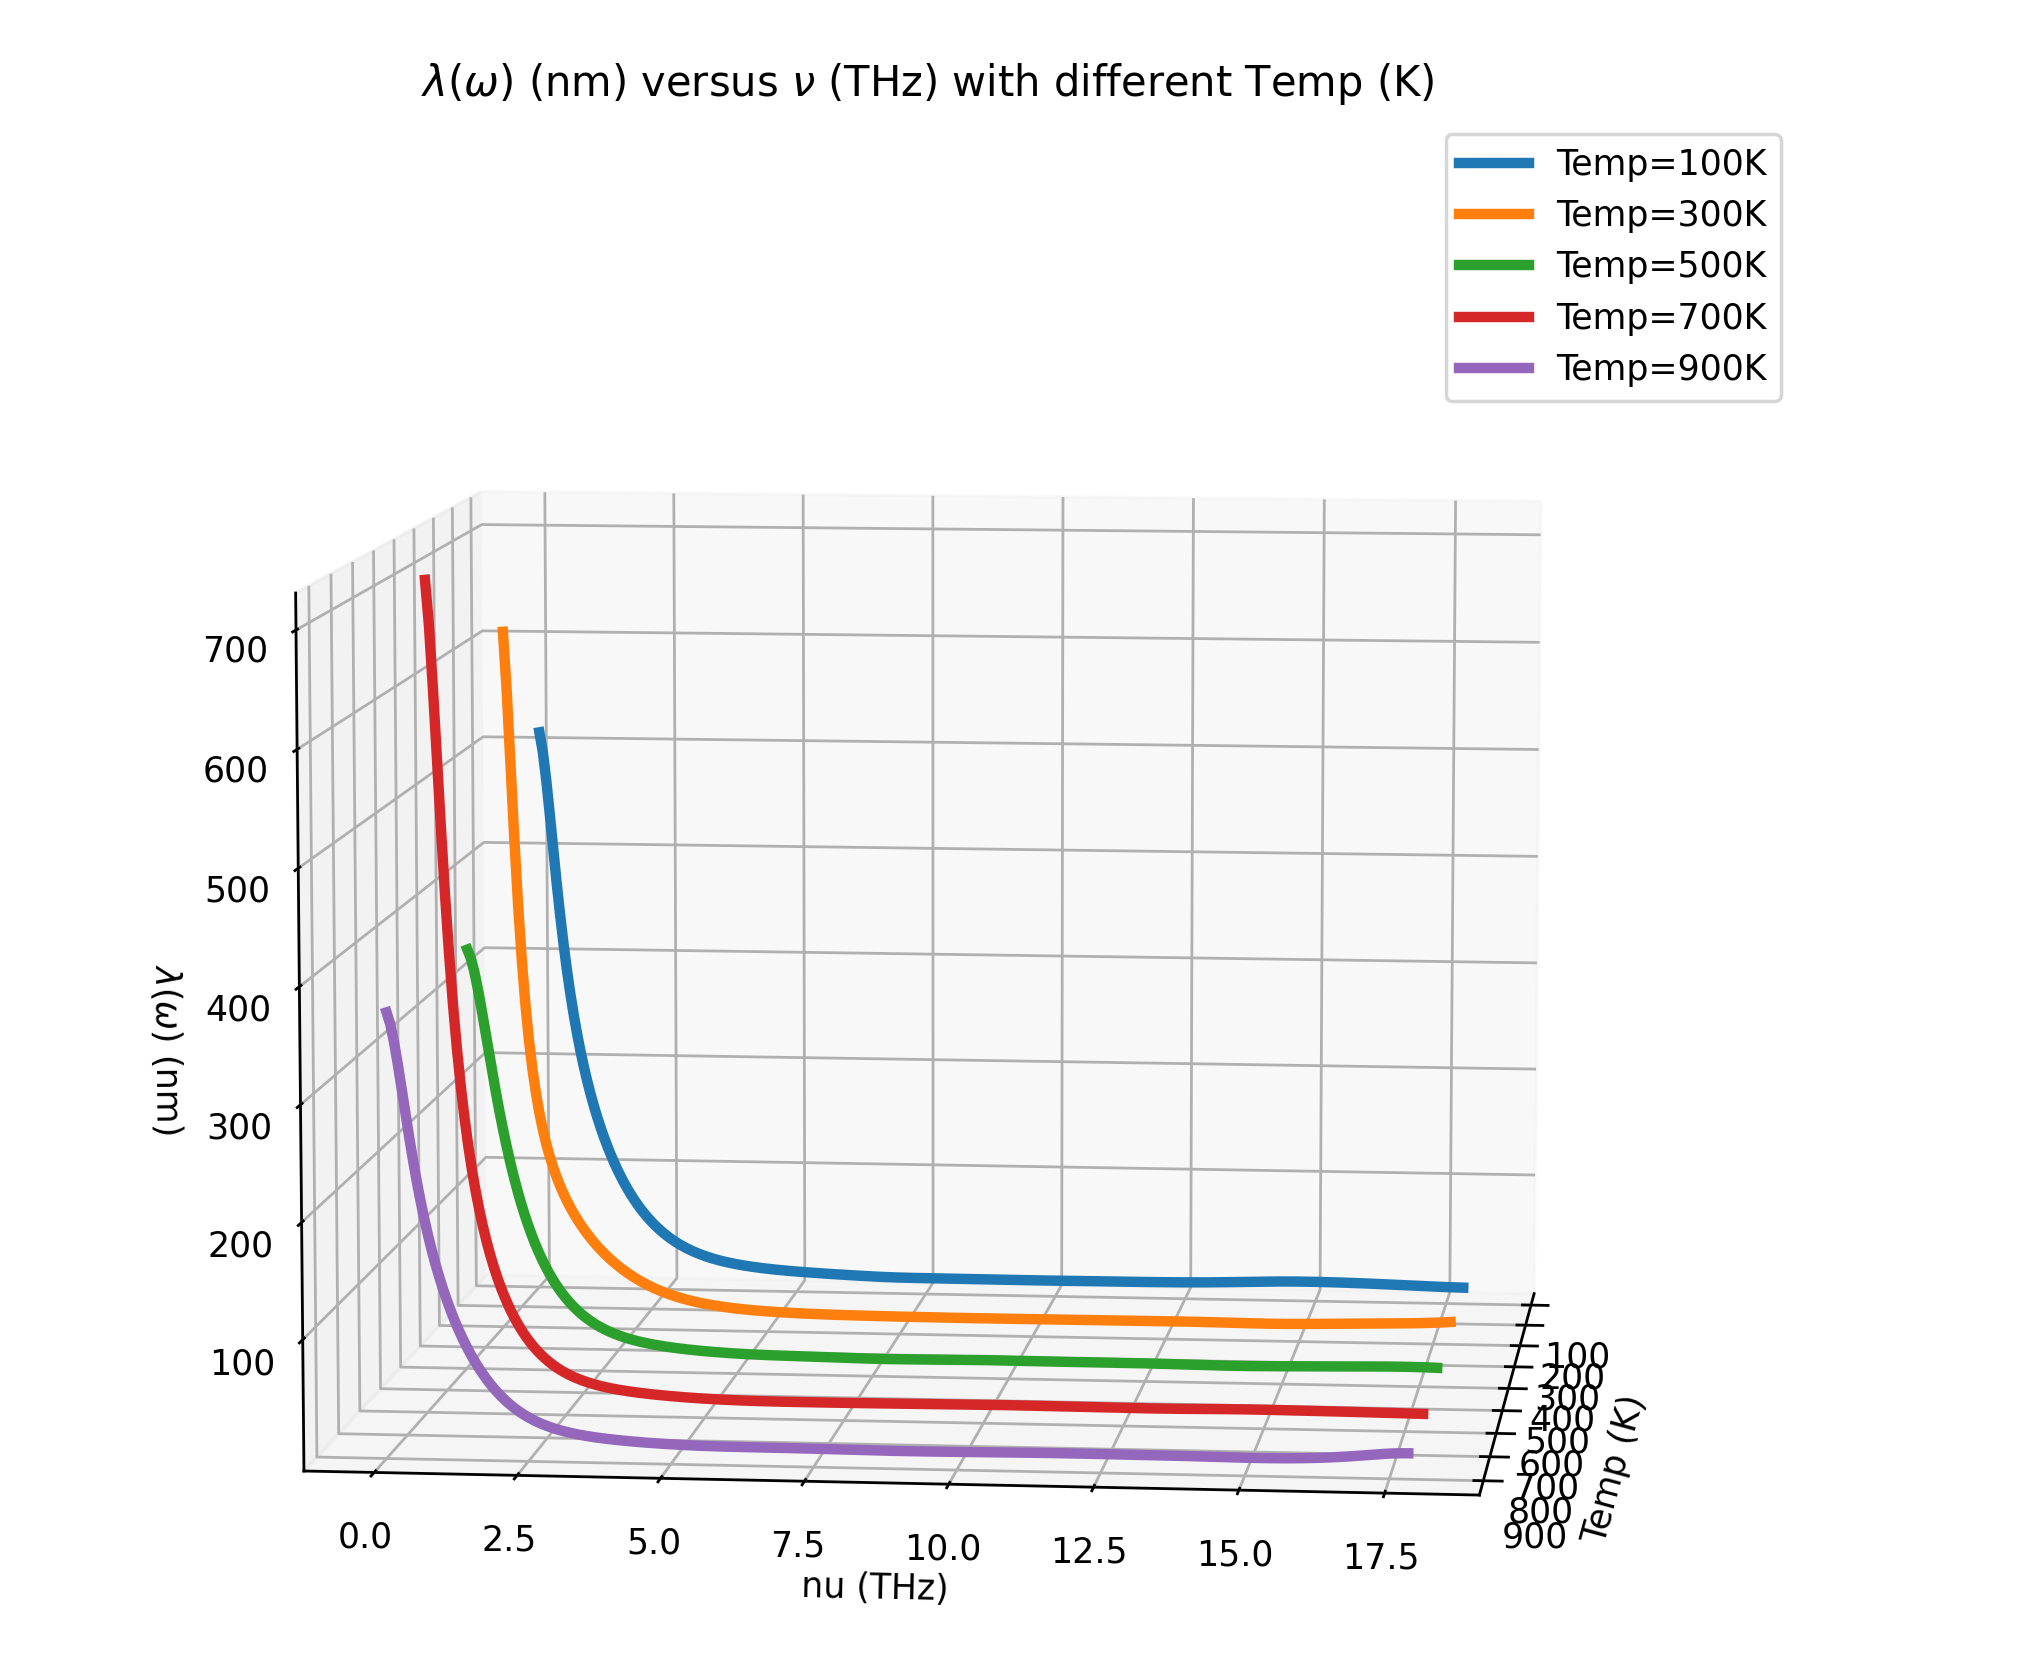 λ(ω) (nm) versus ν (THz) with different Temp (K)
Temp=100K
Temp=300K
Temp=500K
Temp=700K
Temp=900K
700
600
500
400
300
200
100
λ(ω) (nm)
0.0
2.5
5.0
7.5
10.0
12.5
15.0
17.5
nu (THz)
100
200
300
400
500
600
700
800
900
Temp (K)